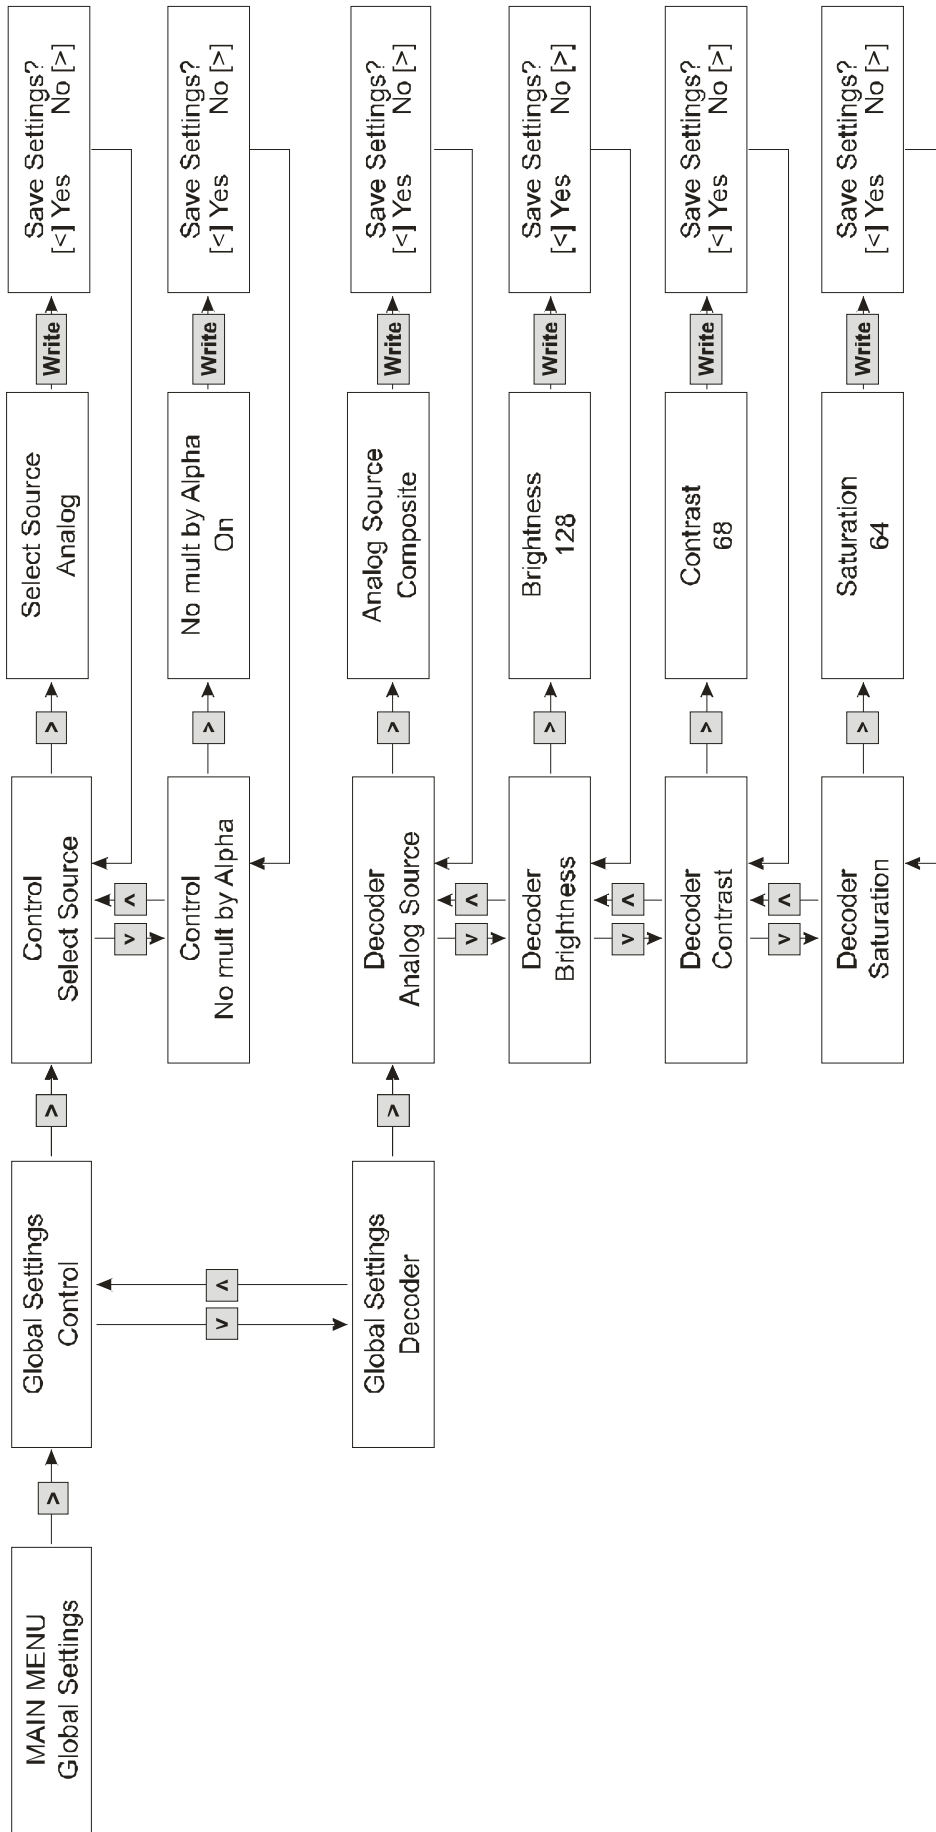 MAIN MENU
Global Settings
>
Global Settings
Control
>
Control
Select Source
>
Select Source
Analog
Write
Save Settings?
[<] Yes No [>]
v
^
Control
No mult by Alpha
>
No mult by Alpha
On
Write
Save Settings?
[<] Yes No [>]
v
^
Global Settings
Decoder
>
Decoder
Analog Source
>
Analog Source
Composite
Write
Save Settings?
[<] Yes No [>]
v
^
Decoder
Brightness
>
Brightness
128
Write
Save Settings?
[<] Yes No [>]
v
^
Decoder
Contrast
>
Contrast
68
Write
Save Settings?
[<] Yes No [>]
v
^
Decoder
Saturation
>
Saturation
64
Write
Save Settings?
[<] Yes No [>]